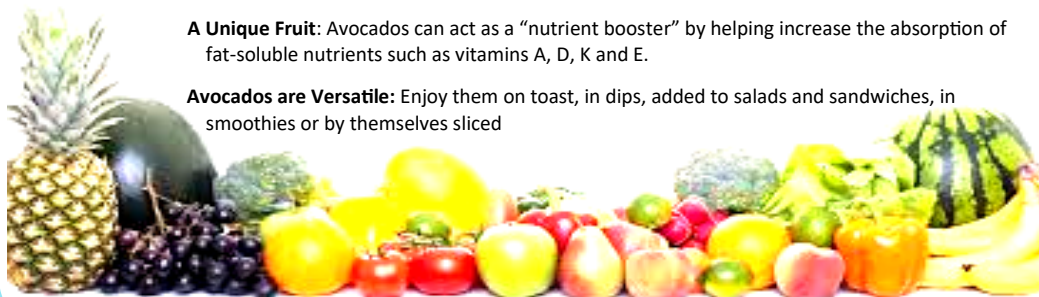 A Unique Fruit: Avocados can act as a “nutrient booster” by helping increase the absorption of
fat-soluble nutrients such as vitamins A, D, K and E.
Avocados are Versatile: Enjoy them on toast, in dips, added to salads and sandwiches, in
smoothies or by themselves sliced